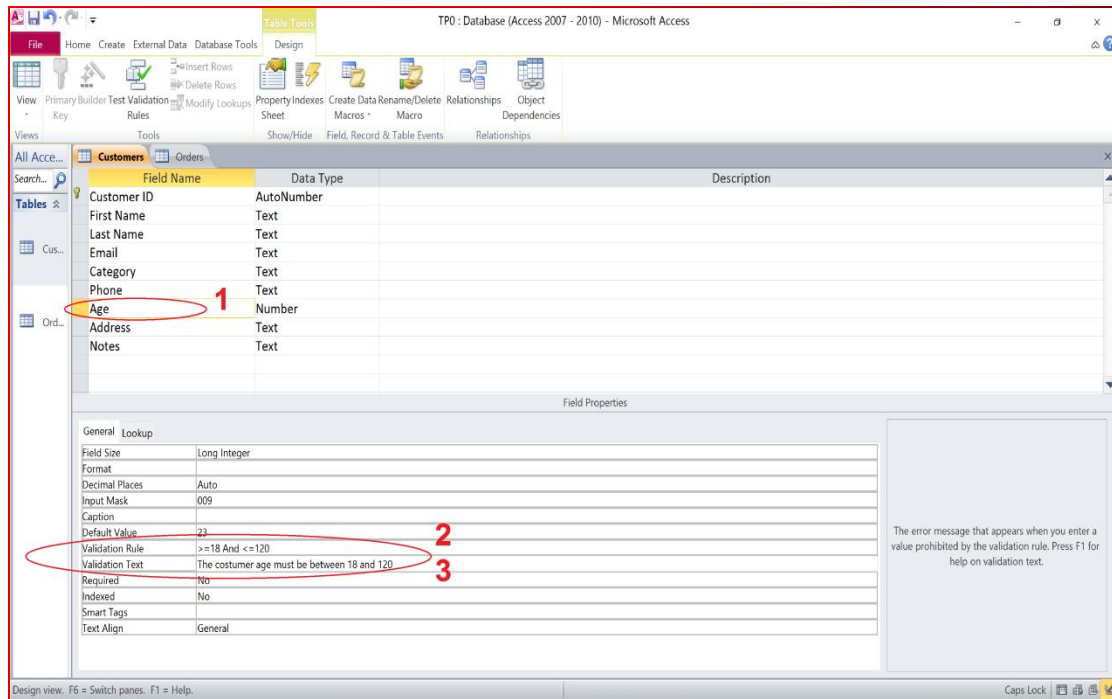 TP0 : Database (Access 2007 - 2010) - Microsoft Access
Table Tools
File Home Create External Data Database Tools Design
Insert Rows
Delete Rows
Modify Lookups
View Primary Key Builder Test Validation Rules Property Sheet Indexes Create Data Macros Rename/Delete Macro Relationships Object Dependencies
Views Tools Show/Hide Field, Record & Table Events Relationships
All Acce...
Search...
Tables
Cus...
Ord...
Customers Orders
Field Name Data Type Description
Customer ID AutoNumber
First Name Text
Last Name Text
Email Text
Category Text
Phone Text
Age 1 Number
Address Text
Notes Text
Field Properties
General Lookup
Field Size Long Integer
Format
Decimal Places Auto
Input Mask 009
Caption
Default Value 23
Validation Rule >=18 And <=120 2
Validation Text The costumer age must be between 18 and 120 3
Required No
Indexed No
Smart Tags
Text Align General
The error message that appears when you enter a
value prohibited by the validation rule. Press F1 for
help on validation text.
Design view. F6 = Switch panes. F1 = Help. Caps Lock